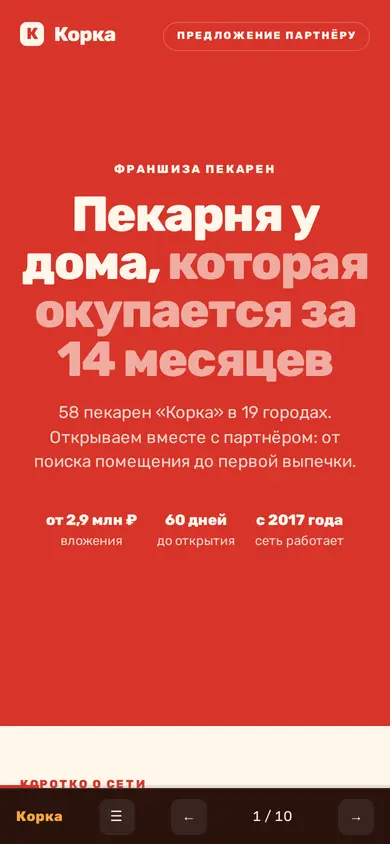 К Корка
ПРЕДЛОЖЕНИЕ ПАРТНЁРУ
ФРАНШИЗА ПЕКАРЕН
Пекарня у
дома, которая
окупается за
14 месяцев
58 пекарен «Корка» в 19 городах.
Открываем вместе с партнёром: от
поиска помещения до первой выпечки.
от 2,9 млн ₽ 60 дней с 2017 года
вложения до открытия сеть работает
КОРОТКО О СЕТИ
Корка ☰ ← 1 / 10 →